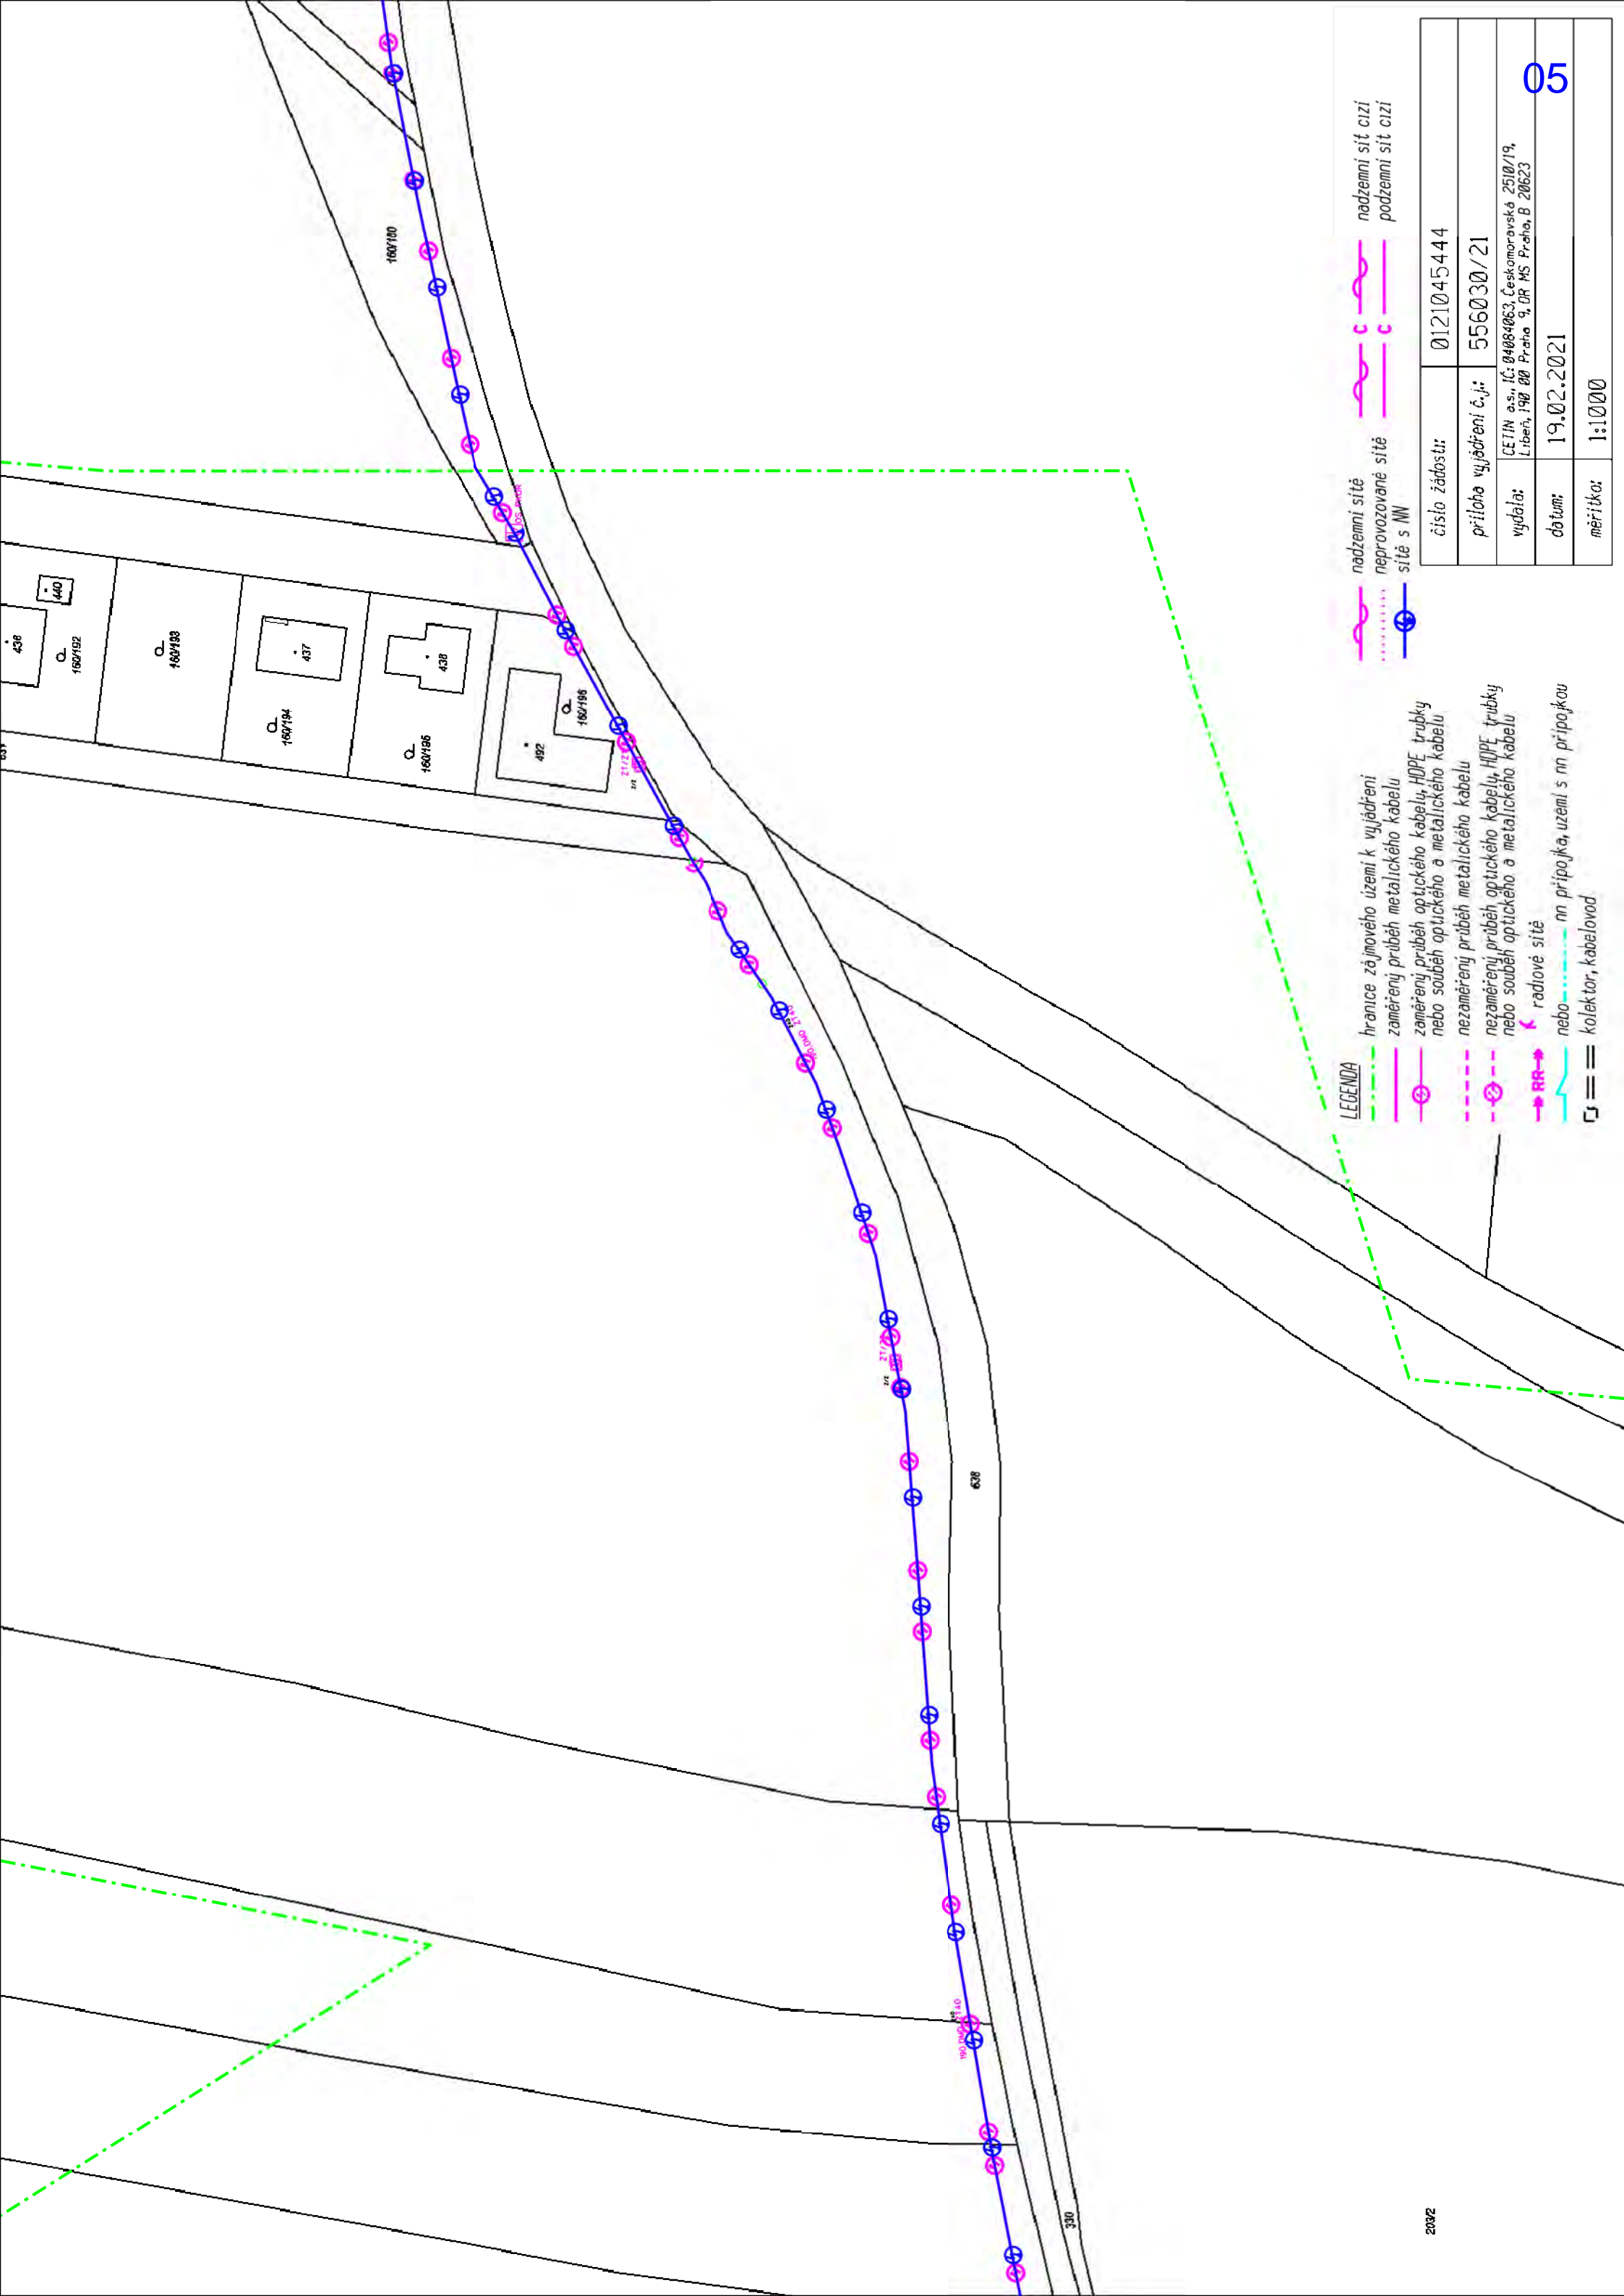 05
160/180
440
436
160/192
160/193
437
160/194
438
160/195
160/196
492
638
330
203/2
LEGENDA
hranice zájmového území k vyjádření
zaměřený průběh metalického kabelu
zaměřený průběh optického kabelu, HDPE trubky
nebo souběh optického a metalického kabelu
nezaměřený průběh metalického kabelu
nezaměřený průběh optického kabelu, HDPE trubky
nebo souběh optického a metalického kabelu
RR
radiové sítě
nebo
nn přípojka, území s nn přípojkou
kolektor, kabelovod
nadzemní sítě
neprovozované sítě
sítě s NN
C
nadzemní síť cizí
C
podzemní síť cizí
číslo žádosti: 0121045444
příloha vyjádření č.j.: 556030/21
vydala: CETIN a.s., IČ: 04084063, Českomoravská 2510/19,
Libeň, 190 00 Praha 9, OR MS Praha, B 20623
datum: 19.02.2021
měřítko: 1:1000